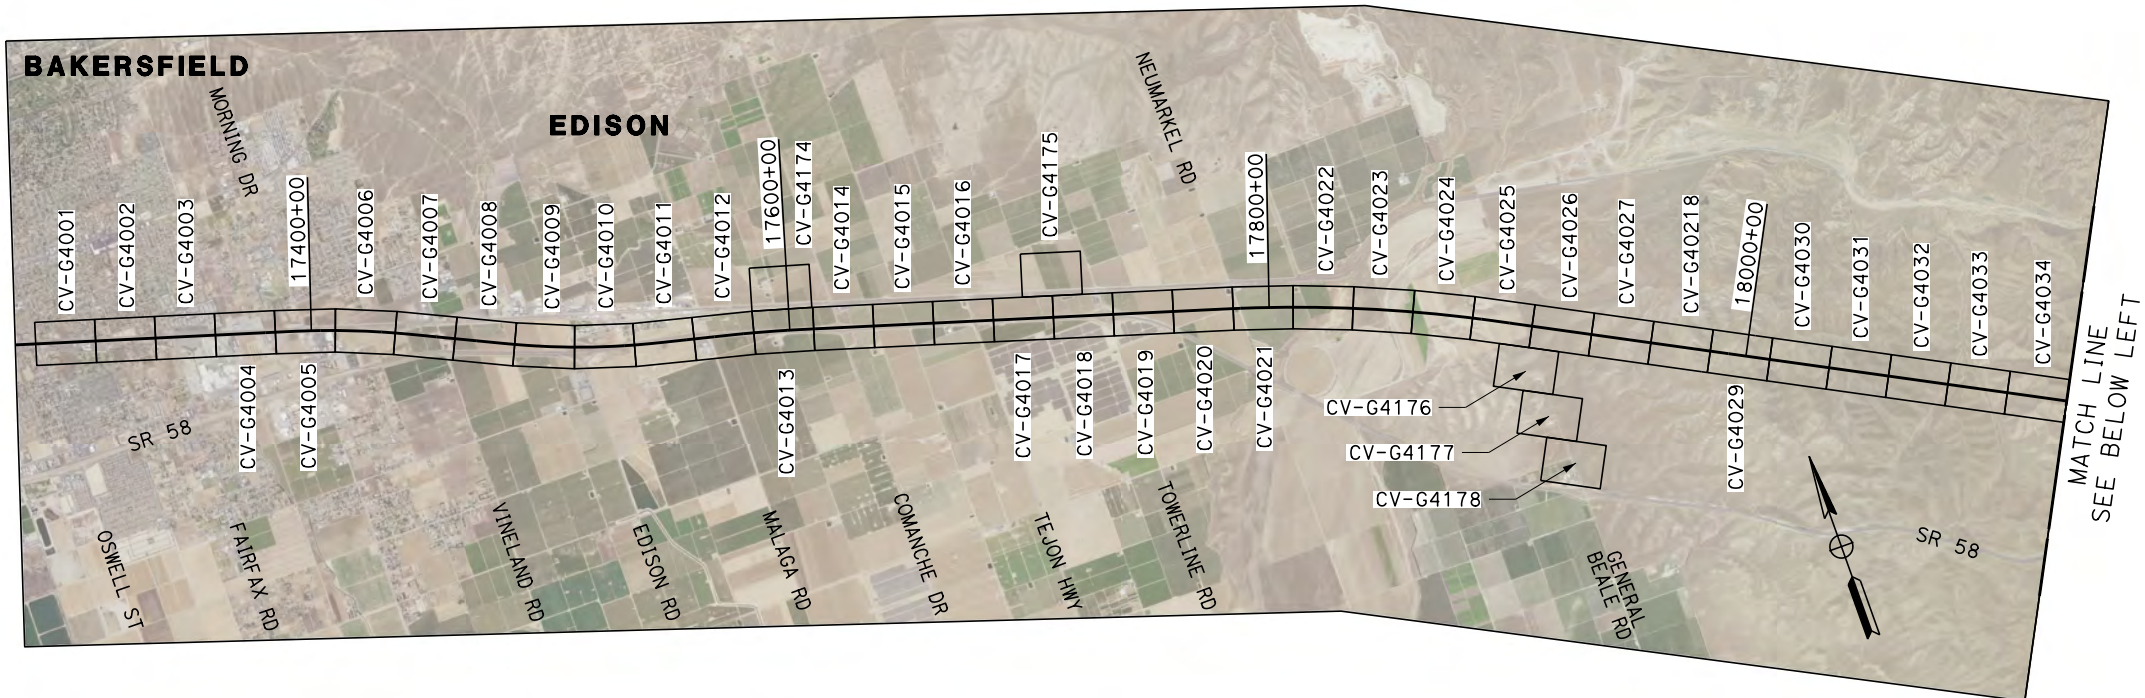 BAKERSFIELD
EDISON
MORNING DR
NEUMARKEL RD
CV-G4001
CV-G4002
CV-G4003
17400+00
CV-G4006
CV-G4007
CV-G4008
CV-G4009
CV-G4010
CV-G4011
CV-G4012
17600+00
CV-G4174
CV-G4014
CV-G4015
CV-G4016
CV-G4175
17800+00
CV-G4022
CV-G4023
CV-G4024
CV-G4025
CV-G4026
CV-G4027
CV-G40218
18000+00
CV-G4030
CV-G4031
CV-G4032
CV-G4033
CV-G4034
CV-G4004
CV-G4005
CV-G4013
CV-G4017
CV-G4018
CV-G4019
CV-G4020
CV-G4021
CV-G4176
CV-G4177
CV-G4178
CV-G4029
MATCH LINE
SEE BELOW LEFT
SR 58
OSWELL ST
FAIRFAX RD
VINELAND RD
EDISON RD
MALAGA RD
COMANCHE DR
TEJON HWY
TOWERLINE RD
GENERAL
BEALE RD
SR 58